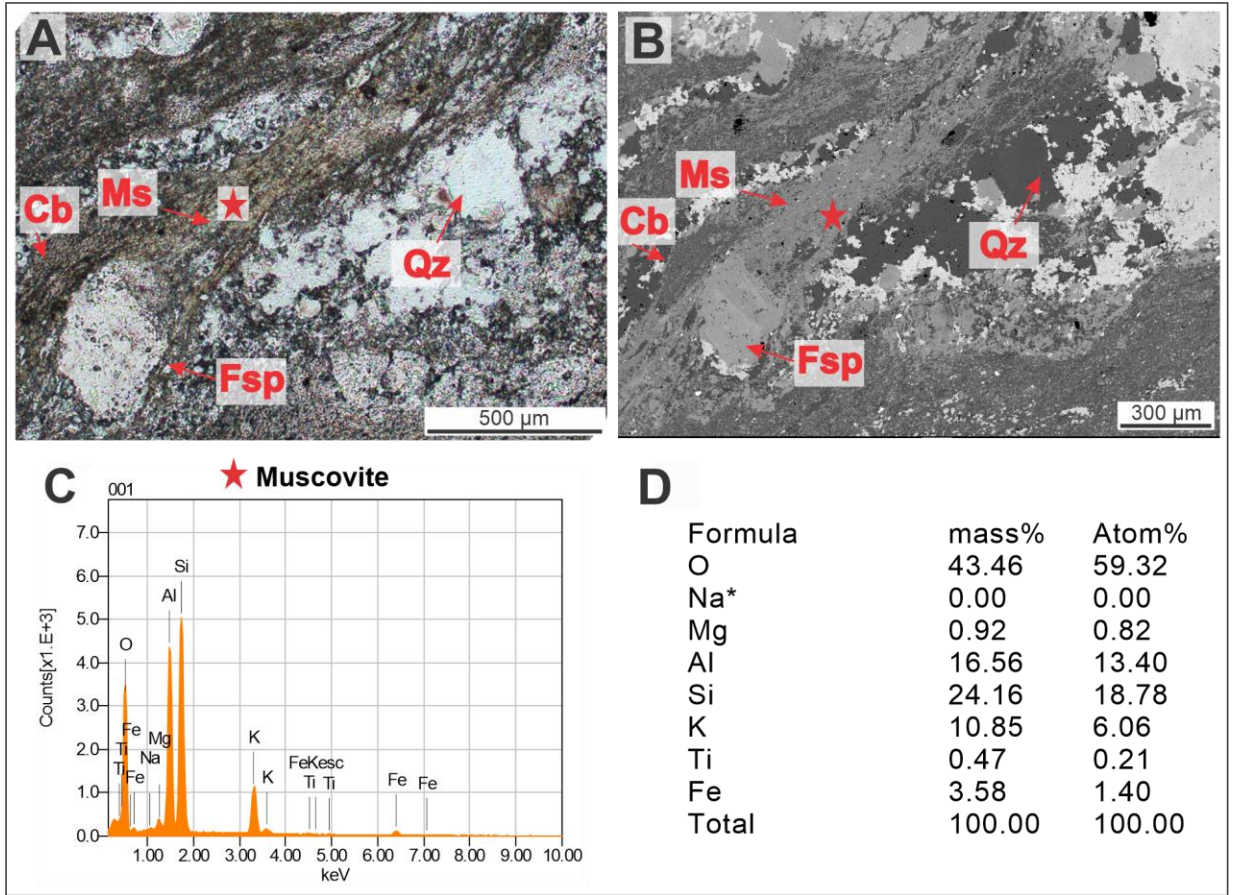 A
Cb
Ms
Qz
Fsp
500 µm
B
Ms
Cb
Qz
Fsp
300 µm
C
★ Muscovite
001
7.0
6.0
5.0
4.0
3.0
2.0
1.0
0.0
Counts[x1.E+3]
Si
Al
O
Fe
Ti
Ti
Fe
Na
Mg
K
K
FeKesc
Ti
Ti
Fe
Fe
1.00 2.00 3.00 4.00 5.00 6.00 7.00 8.00 9.00 10.00
keV
D
Formula mass% Atom%
O 43.46 59.32
Na* 0.00 0.00
Mg 0.92 0.82
Al 16.56 13.40
Si 24.16 18.78
K 10.85 6.06
Ti 0.47 0.21
Fe 3.58 1.40
Total 100.00 100.00